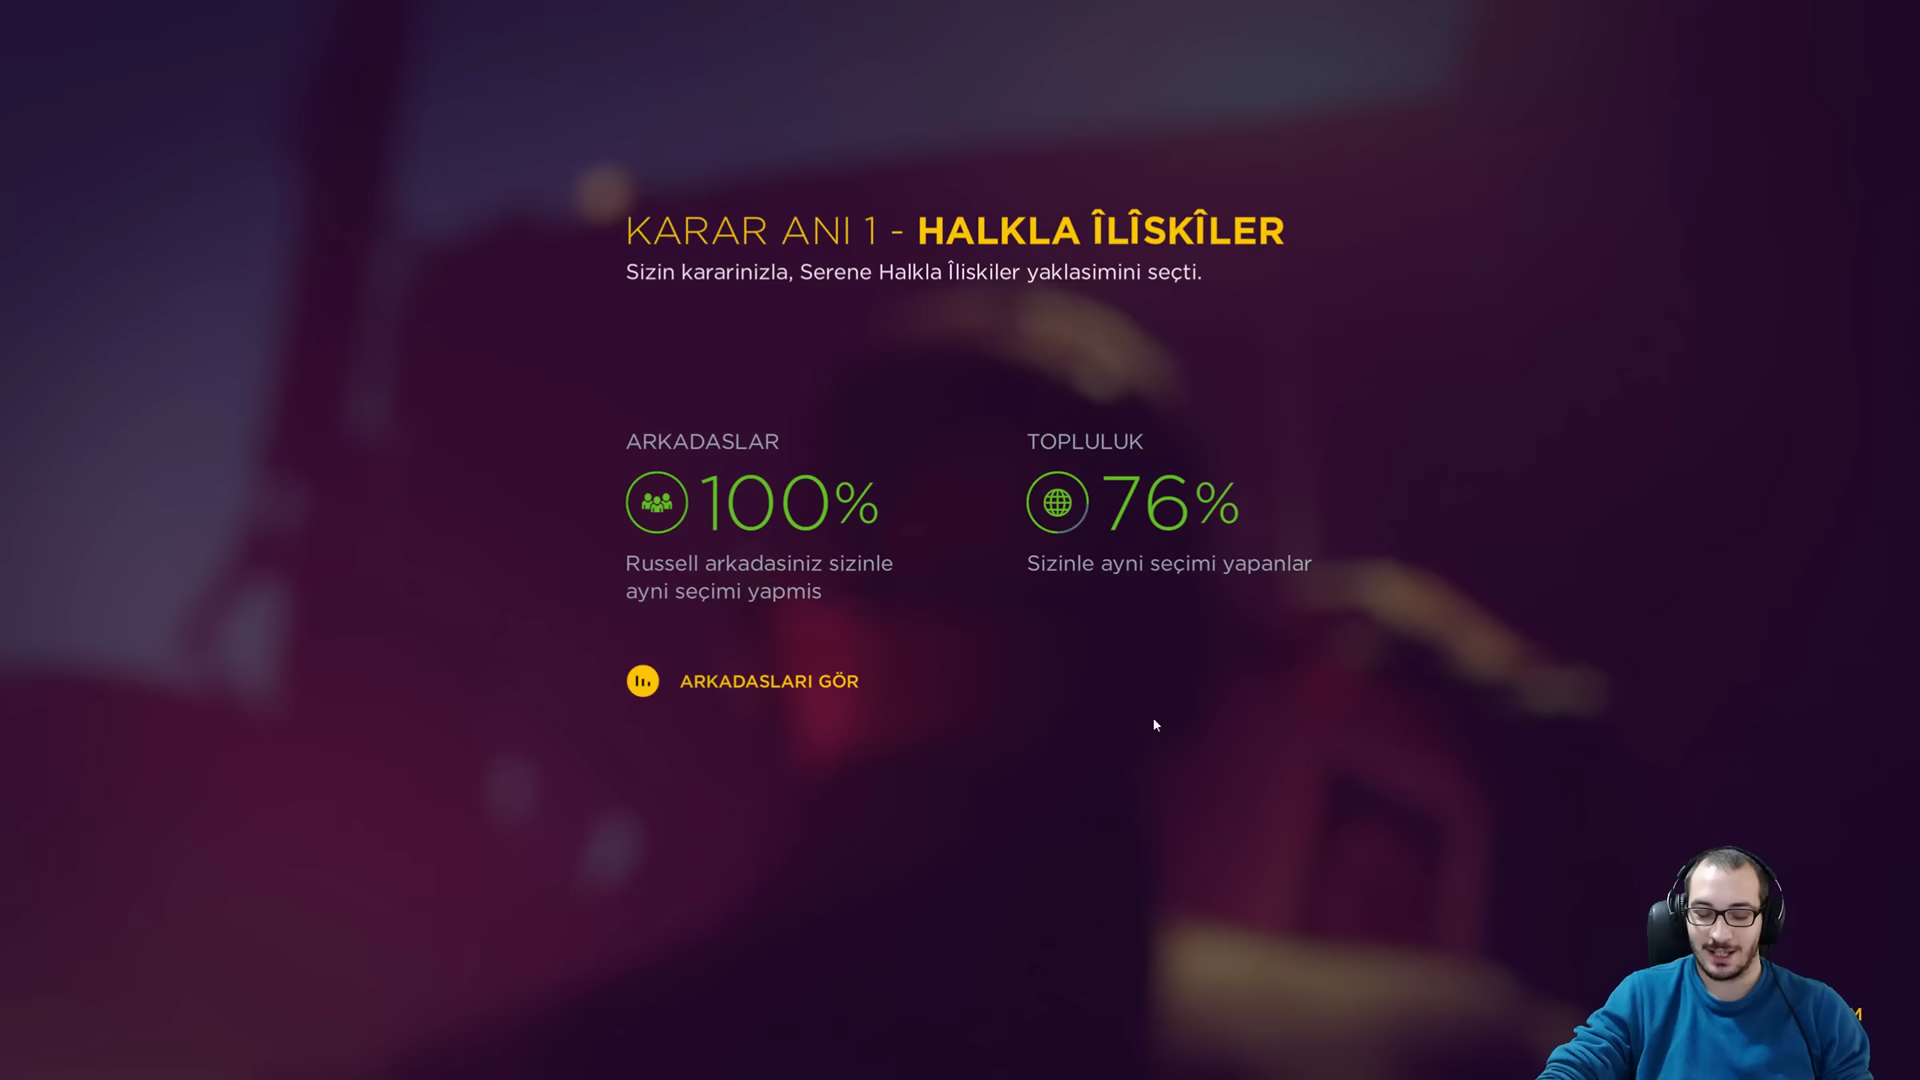 KARAR ANI 1 - HALKLA ÎLÎSKÎLER
Sizin kararinizla, Serene Halkla Îliskiler yaklasimini seçti.
ARKADASLAR
100%
Russell arkadasiniz sizinle
ayni seçimi yapmis
TOPLULUK
76%
Sizinle ayni seçimi yapanlar
ARKADASLARI GÖR